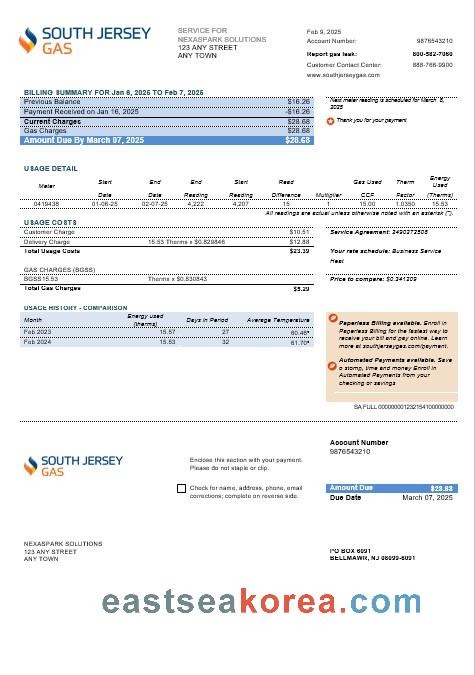 SOUTH JERSEY
GAS
SERVICE FOR
NEXASPARK SOLUTIONS
123 ANY STREET
ANY TOWN
Feb 9, 2025
Account Number: 9876543210
Report gas leak: 800-582-7060
Customer Contact Center: 888-766-9900
www.southjerseygas.com
BILLING SUMMARY FOR Jan 6, 2026 TO Feb 7, 2026
Previous Balance $16.26
Payment Received on Jan 16, 2025 -$16.26
Current Charges $28.68
Gas Charges $28.68
Amount Due By March 07, 2025 $28.68
Next meter reading is scheduled for March 8,
2025
Thank you for your payment
USAGE DETAIL
Meter Start Date End Date End Reading Start Reading Read Difference Multiplier Gas Used CCF Therm Factor Energy Used (Therms)
0419438 01-06-25 02-07-25 4,222 4,207 15 1 15.00 1.0350 15.53
All readings are actual unless otherwise noted with an asterisk (*).
USAGE COSTS
Customer Charge $10.51
Delivery Charge 15.53 Therms x $0.829846 $12.88
Total Usage Costs $23.39
GAS CHARGES (BGSS)
BGSS15.53 Therms x $0.830843
Total Gas Charges $5.29
Service Agreement: 2490372508
Your rate schedule: Business Service
Heat
Price to compare: $0.341209
USAGE HISTORY - COMPARISON
Month Energy used (therms) Days in Period Average Temperature
Feb 2023 15.57 27 60.46*
Feb 2024 15.53 32 61.70*
Paperless Billing available. Enroll in
Paperless Billing for the fastest way to
receive your bill and pay online. Learn
more at southjerseygas.com/payment.
Automated Payments available. Save
a stamp, time and money Enroll in
Automated Payments from your
checking or savings
SA FULL
SOUTH JERSEY
GAS
Enclose this section with your payment.
Please do not staple or clip.
Check for name, address, phone, email
corrections; complete on reverse side.
Account Number
9876543210
Amount Due $28.68
Due Date March 07, 2025
NEXASPARK SOLUTIONS
123 ANY STREET
ANY TOWN
PO BOX 6091
BELLMAWR, NJ 08099-6091
eastseakorea.com